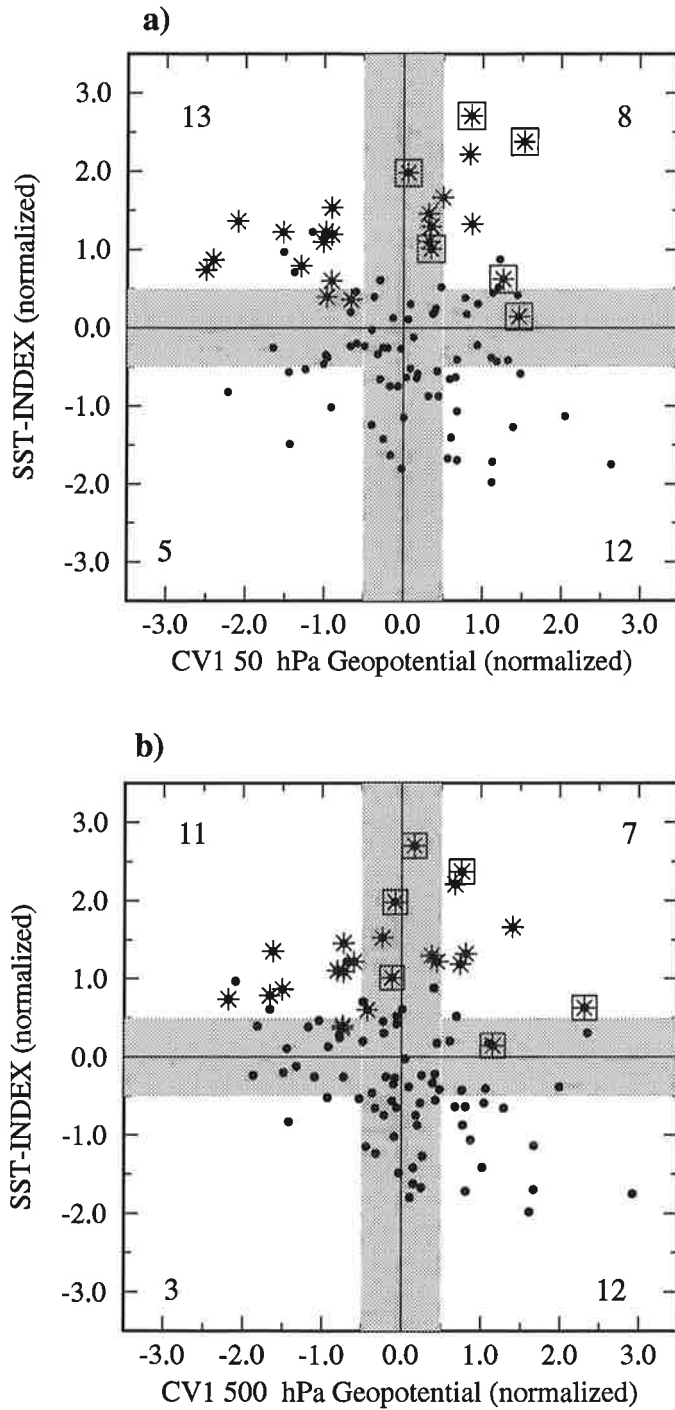 a)
13
8
3.0
2.0
1.0
0.0
-1.0
-2.0
-3.0
SST-INDEX (normalized)
5
12
-3.0 -2.0 -1.0 0.0 1.0 2.0 3.0
CV1 50 hPa Geopotential (normalized)
b)
11
7
3.0
2.0
1.0
0.0
-1.0
-2.0
-3.0
SST-INDEX (normalized)
3
12
-3.0 -2.0 -1.0 0.0 1.0 2.0 3.0
CV1 500 hPa Geopotential (normalized)